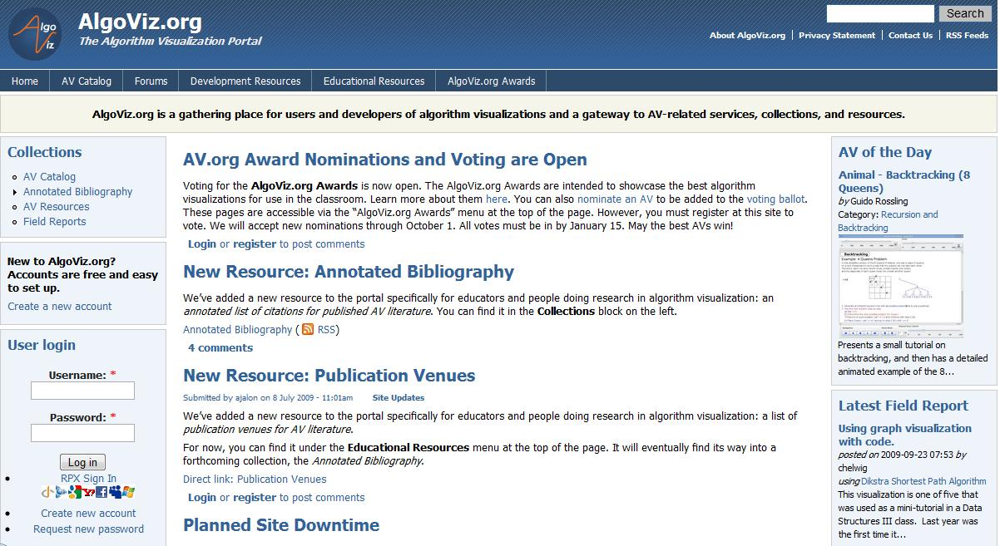 Algo
Viz
AlgoViz.org
The Algorithm Visualization Portal
Search
About AlgoViz.org
Privacy Statement
Contact Us
RSS Feeds
Home
AV Catalog
Forums
Development Resources
Educational Resources
AlgoViz.org Awards
AlgoViz.org is a gathering place for users and developers of algorithm visualizations and a gateway to AV-related services, collections, and resources.
Collections
AV Catalog
Annotated Bibliography
AV Resources
Field Reports
New to AlgoViz.org?
Accounts are free and easy
to set up.
Create a new account
User login
Username: *
Password: *
Log in
RPX Sign In
Create new account
Request new password
AV.org Award Nominations and Voting are Open
Voting for the AlgoViz.org Awards is now open. The AlgoViz.org Awards are intended to showcase the best algorithm
visualizations for use in the classroom. Learn more about them here. You can also nominate an AV to be added to the voting ballot.
These pages are accessible via the “AlgoViz.org Awards” menu at the top of the page. However, you must register at this site to
vote. We will accept new nominations through October 1. All votes must be in by January 15. May the best AVs win!
Login or register to post comments
New Resource: Annotated Bibliography
We’ve added a new resource to the portal specifically for educators and people doing research in algorithm visualization: an
annotated list of citations for published AV literature. You can find it in the Collections block on the left.
Annotated Bibliography ( RSS)
4 comments
New Resource: Publication Venues
Submitted by ajalon on 8 July 2009 - 11:01am
Site Updates
We’ve added a new resource to the portal specifically for educators and people doing research in algorithm visualization: a list of
publication venues for AV literature.
For now, you can find it under the Educational Resources menu at the top of the page. It will eventually find its way into a
forthcoming collection, the Annotated Bibliography.
Direct link: Publication Venues
Login or register to post comments
Planned Site Downtime
AV of the Day
Animal - Backtracking (8
Queens)
by Guido Rossling
Category: Recursion and
Backtracking
Backtracking
Example: 4 Queens Problem
Presents a small tutorial on
backtracking, and then has a detailed
animated example of the 8...
Latest Field Report
Using graph visualization
with code.
posted on 2009-09-23 07:53 by
chelwig
using Dikstra Shortest Path Algorithm
This visualization is one of five that
was used as a mini-tutorial in a Data
Structures III class.  Last year was
the first time it...